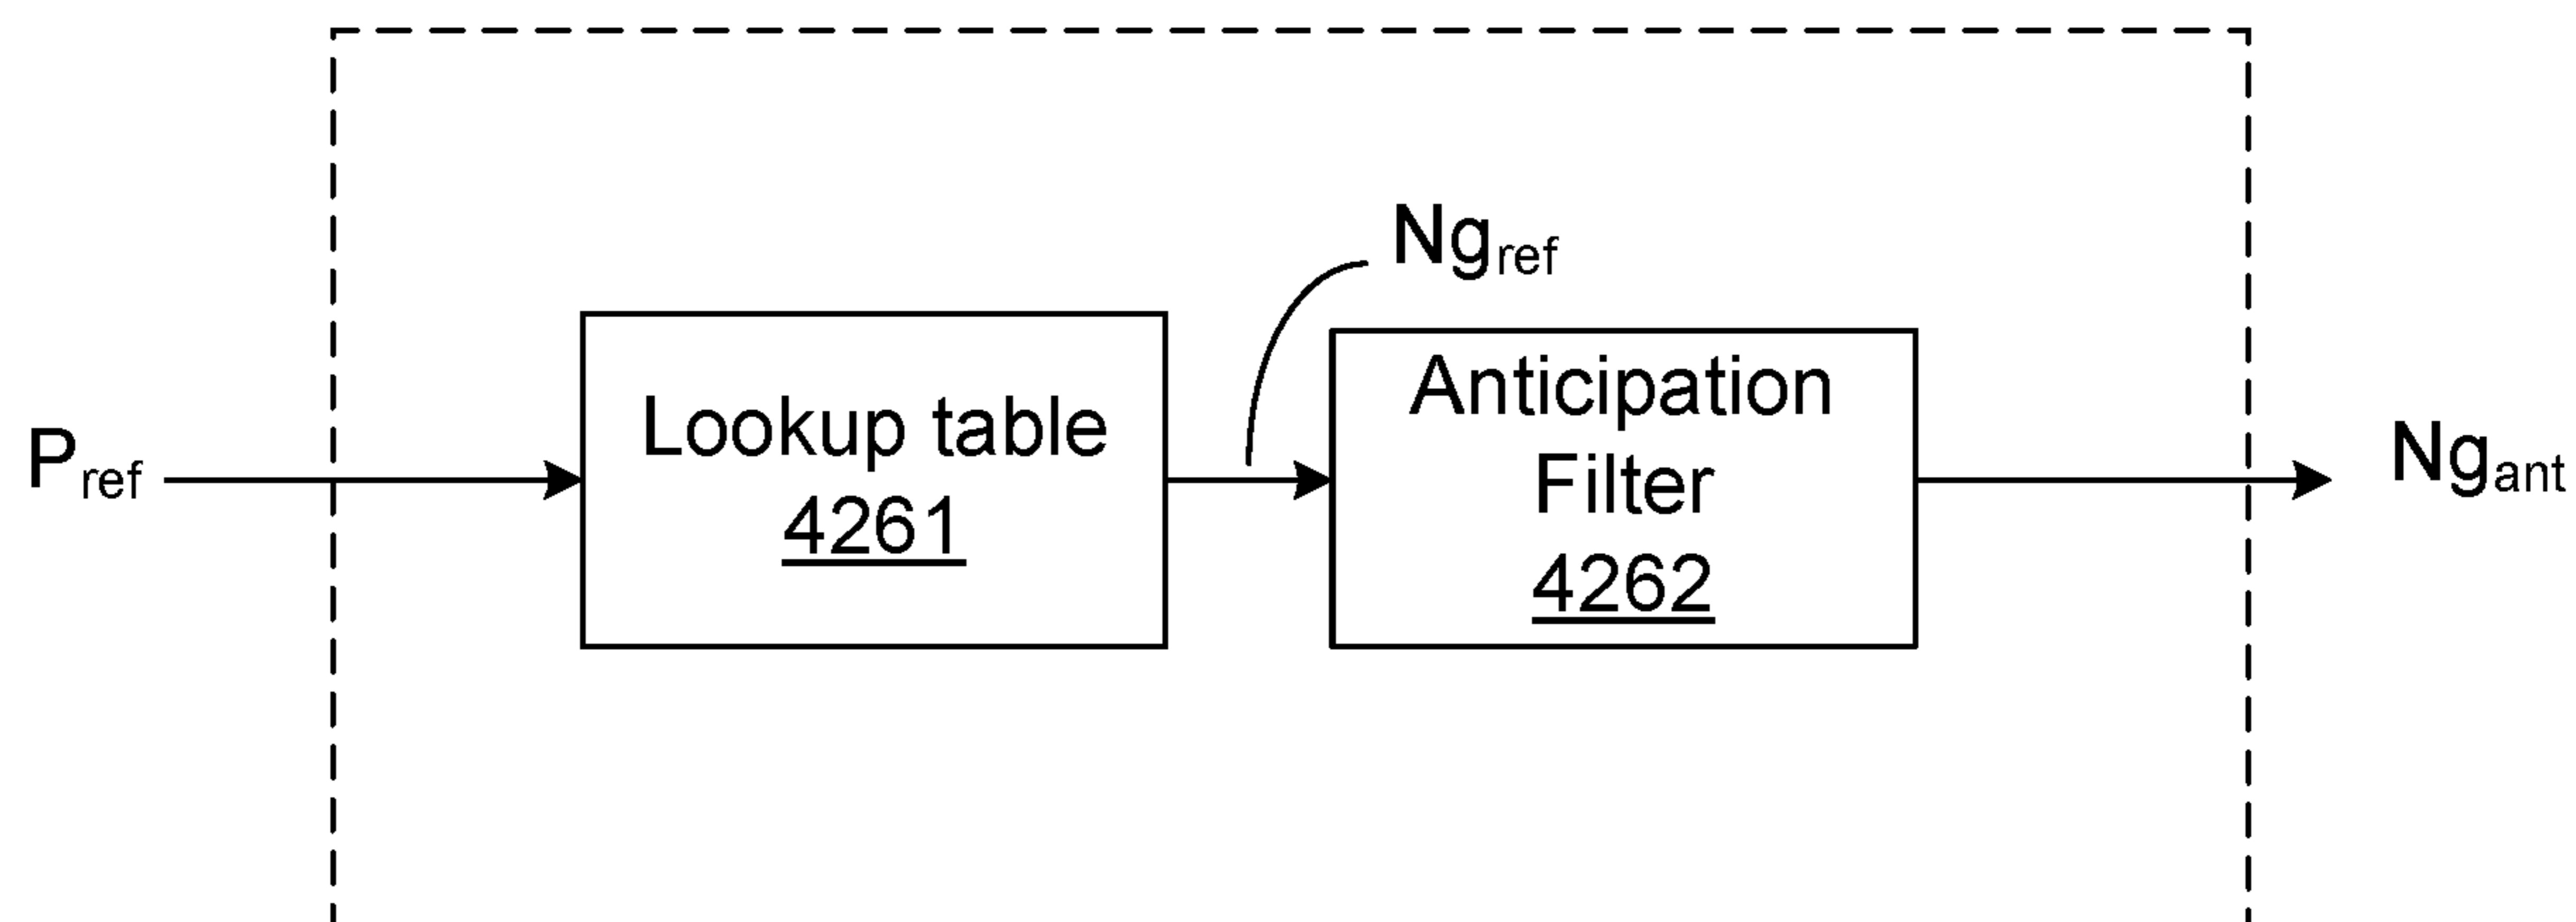 Ngref
Pref
Lookup table
4261
Anticipation
Filter
4262
Ngant